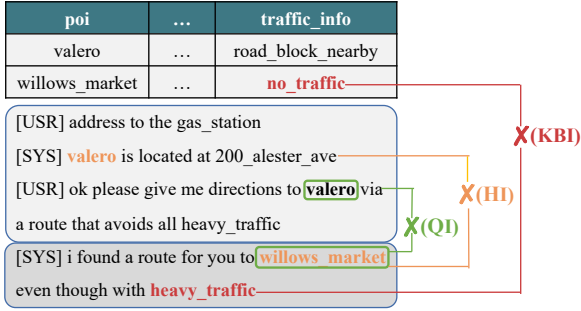 poi ... traffic_info
valero ... road_block_nearby
willows_market ... no_traffic
[USR] address to the gas_station
[SYS] valero is located at 200_alester_ave
[USR] ok please give me directions to valero via
a route that avoids all heavy_traffic
[SYS] i found a route for you to willows_market
even though with heavy_traffic
✗(KBI)
✗(HI)
✗(QI)